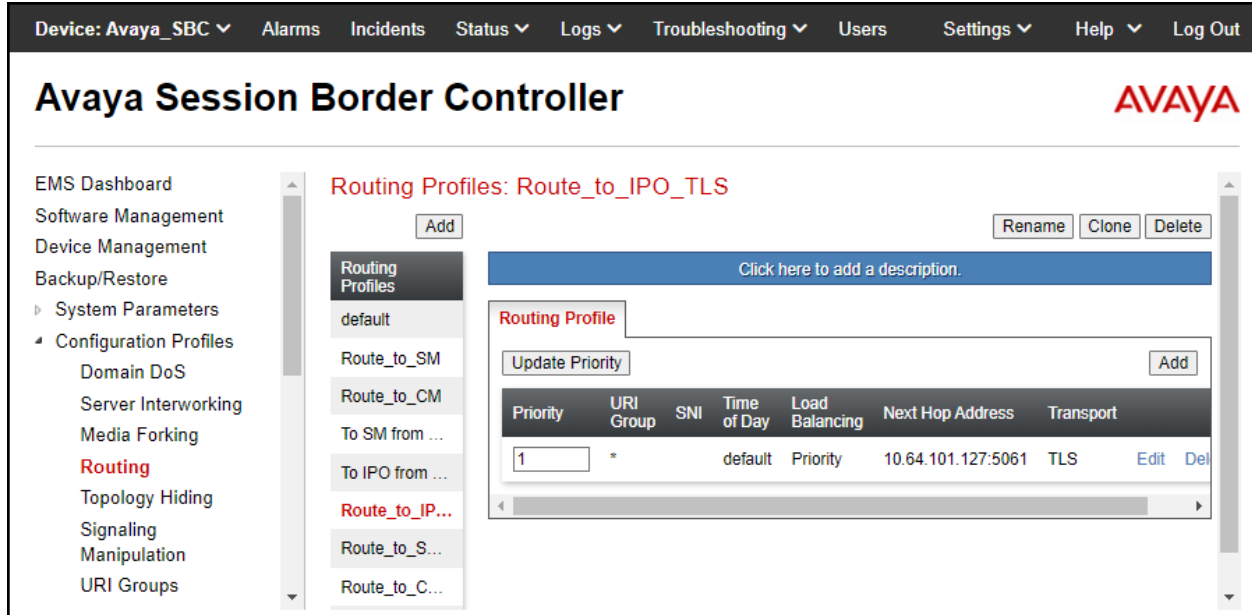 Device: Avaya_SBC Alarms Incidents Status Logs Troubleshooting Users Settings Help Log Out
Avaya Session Border Controller
AVAYA
EMS Dashboard
Software Management
Device Management
Backup/Restore
System Parameters
Configuration Profiles
Domain DoS
Server Interworking
Media Forking
Routing
Topology Hiding
Signaling
Manipulation
URI Groups
Routing Profiles: Route_to_IPO_TLS
Add
Rename Clone Delete
Routing
Profiles
default
Route_to_SM
Route_to_CM
To SM from ...
To IPO from ...
Route_to_IP...
Route_to_S...
Route_to_C...
Click here to add a description.
Routing Profile
Update Priority Add
Priority URI Group SNI Time of Day Load Balancing Next Hop Address Transport
1 * default Priority 10.64.101.127:5061 TLS Edit Del